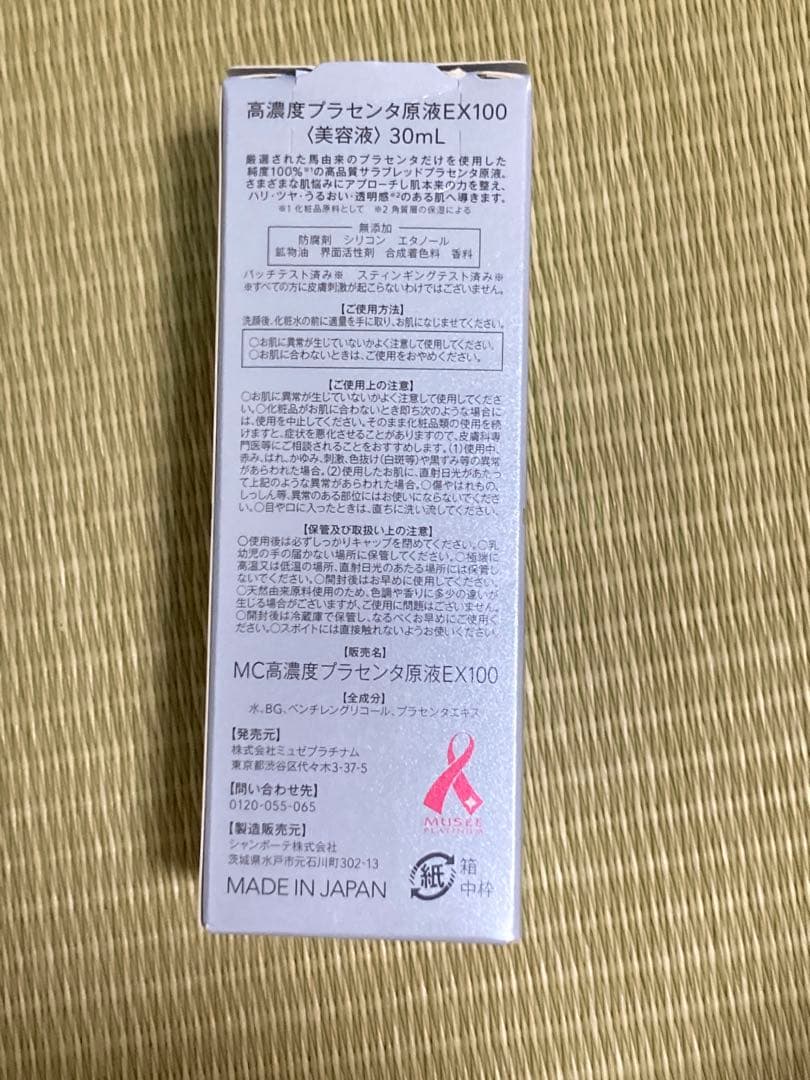 高濃度プラセンタ原液EX100
〈美容液〉30mL
厳選された馬由来のプラセンタだけを使用した
純度100%※1の高品質サラブレッドプラセンタ原液。
さまざまな肌悩みにアプローチし肌本来の力を整え、
ハリ・ツヤ・うるおい・透明感※2のある肌へ導きます。
※1 化粧品原料として ※2 角質層の保湿による
無添加
防腐剤 シリコン エタノール
鉱物油 界面活性剤 合成着色料 香料
パッチテスト済み※ スティンギングテスト済み※
※すべての方に皮膚刺激が起こらないわけではございません。
【ご使用方法】
洗顔後、化粧水の前に適量を手に取り、お肌になじませてください。
○お肌に異常が生じていないかよく注意して使用してください。
○お肌に合わないときは、ご使用をおやめください。
【ご使用上の注意】
○お肌に異常が生じていないかよく注意して使用してくださ
い。○化粧品がお肌に合わないとき即ち次のような場合に
は、使用を中止してください。そのまま化粧品類の使用を続
けますと、症状を悪化させることがありますので、皮膚科専
門医等にご相談されることをおすすめします。(1)使用中、
赤み、はれ、かゆみ、刺激、色抜け(白斑等)や黒ずみ等の異常
があらわれた場合。(2)使用したお肌に、直射日光があたっ
て上記のような異常があらわれた場合。○傷やはれもの、
しっしん等、異常のある部位にはお使いにならないでくださ
い。○目や口に入ったときは、直ちに洗い流してください。
【保管及び取扱い上の注意】
○使用後は必ずしっかりキャップを閉めてください。○乳
幼児の手の届かない場所に保管してください。○極端に
高温又は低温の場所、直射日光のあたる場所には保管し
ないでください。○開封後はお早めに使用してください。
○天然由来原料使用のため、色調や香りに多少の違いが
生じる場合がございますが、ご使用に問題はございません。
○開封後は冷蔵庫で保管し、なるべくお早めにご使用くだ
さい。○スポイトには直接触れないようお使いください。
【販売名】
MC高濃度プラセンタ原液EX100
【全成分】
水、BG、ペンチレングリコール、プラセンタエキス
【発売元】
株式会社ミュゼプラチナム
東京都渋谷区代々木3-37-5
【問い合わせ先】
0120-055-065
【製造販売元】
シャンボーテ株式会社
茨城県水戸市元石川町302-13
MADE IN JAPAN
MUSEE
PLATINUM
紙
箱
中枠